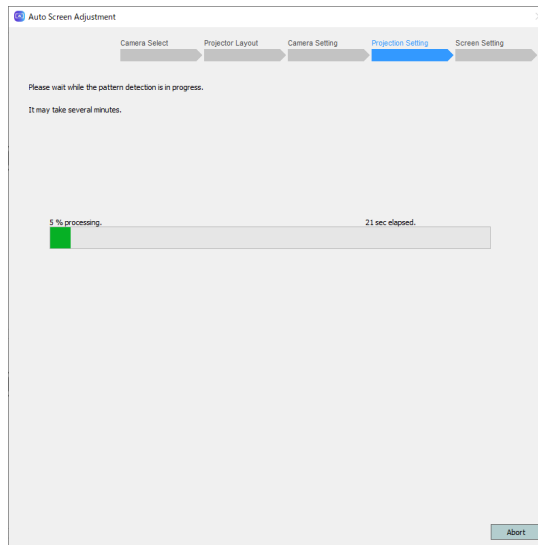 Auto Screen Adjustment
Camera Select Projector Layout Camera Setting Projection Setting Screen Setting
Please wait while the pattern detection is in progress.
It may take several minutes.
5 % processing. 21 sec elapsed.
Abort